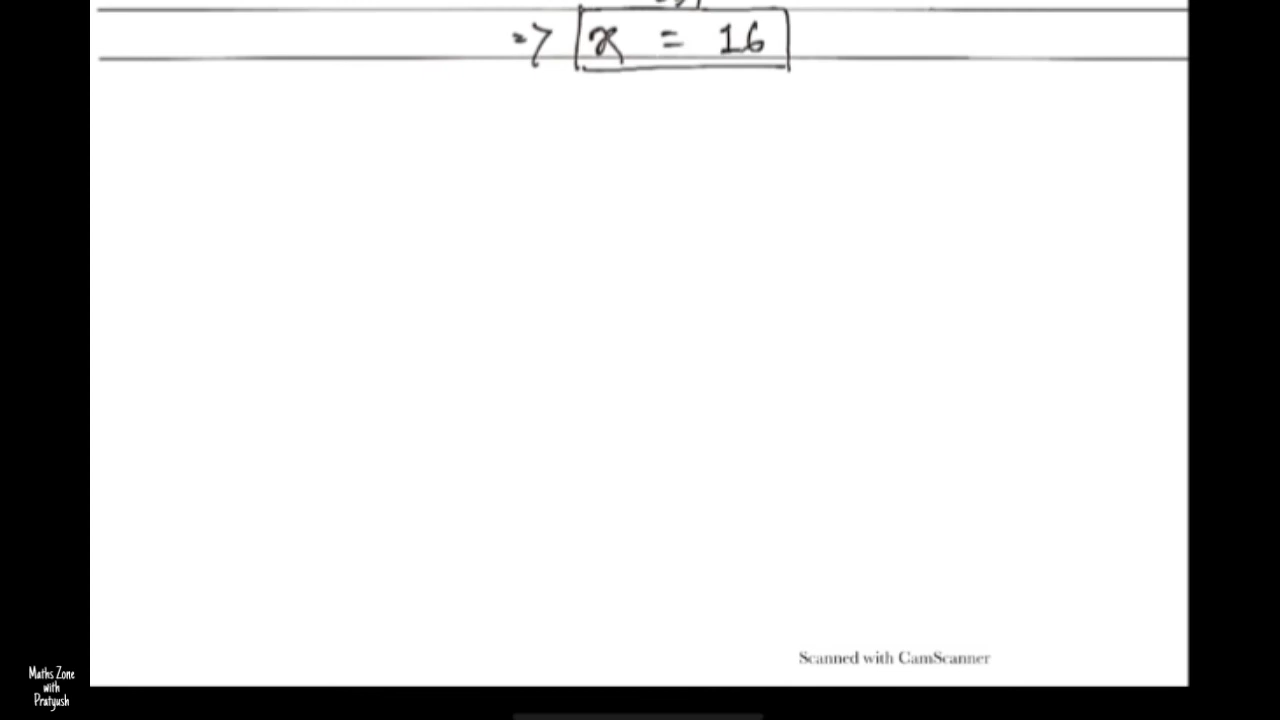 => x = 16
Scanned with CamScanner
Maths Zone
with
Pratyush